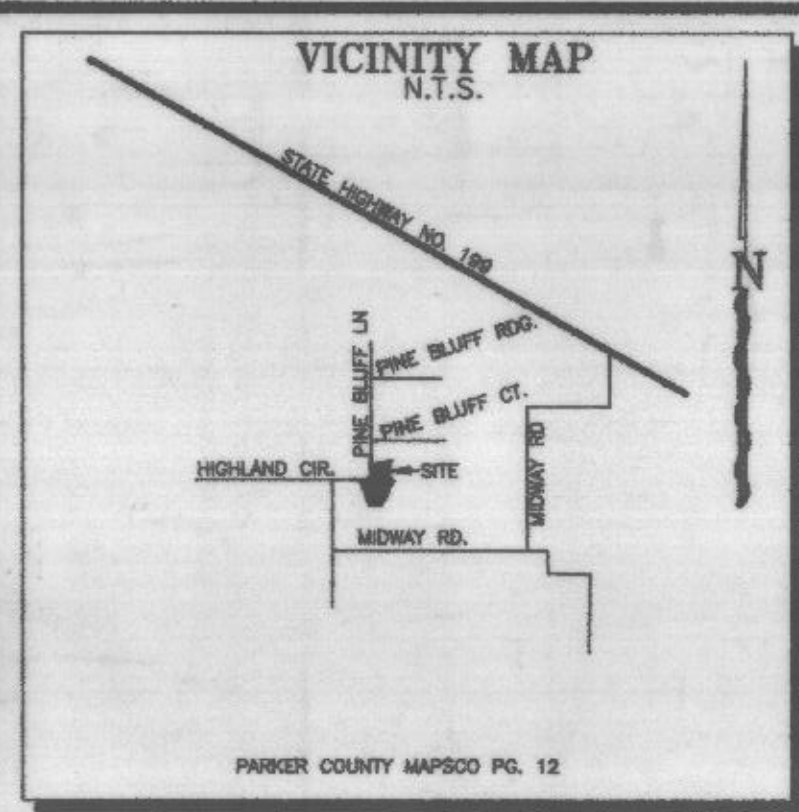 VICINITY MAP
N.T.S.
STATE HIGHWAY NO. 199
N
PINE BLUFF LN
PINE BLUFF RDG.
PINE BLUFF CT.
MIDWAY RD
HIGHLAND CIR.
SITE
MIDWAY RD.
PARKER COUNTY MAPSCO PG. 12